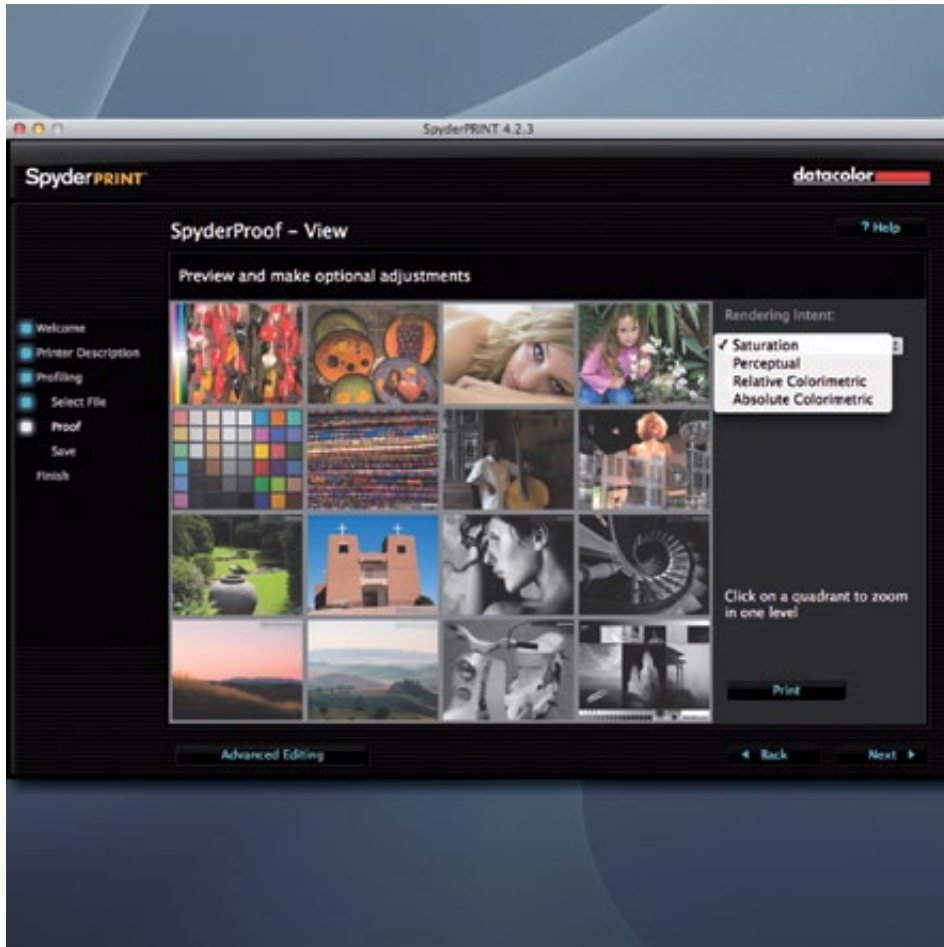 SpyderPRINT 4.2.3
SpyderPRINT
datacolor
SpyderProof – View
? Help
Preview and make optional adjustments
Welcome
Printer Description
Profiling
Select File
Proof
Save
Finish
Rendering Intent:
✓ Saturation
Perceptual
Relative Colorimetric
Absolute Colorimetric
Click on a quadrant to zoom
in one level
Print
Advanced Editing
Back
Next